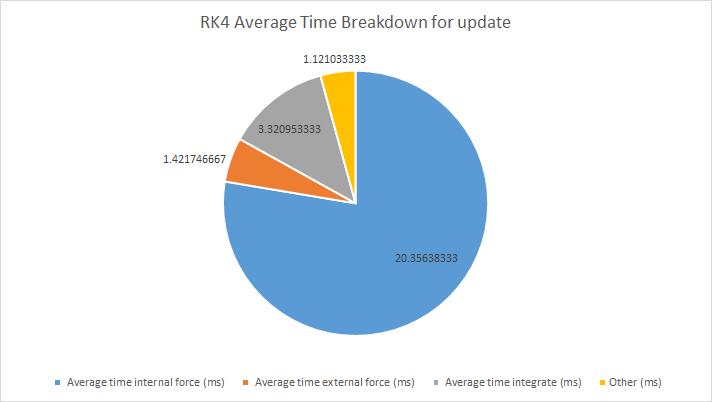 RK4 Average Time Breakdown for update
1.121033333
3.320953333
1.421746667
20.35638333
Average time internal force (ms)
Average time external force (ms)
Average time integrate (ms)
Other (ms)